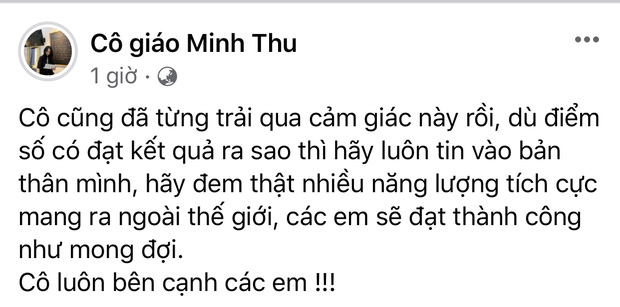 Cô giáo Minh Thu
1 giờ ·
Cô cũng đã từng trải qua cảm giác này rồi, dù điểm
số có đạt kết quả ra sao thì hãy luôn tin vào bản
thân mình, hãy đem thật nhiều năng lượng tích cực
mang ra ngoài thế giới, các em sẽ đạt thành công
như mong đợi.
Cô luôn bên cạnh các em !!!